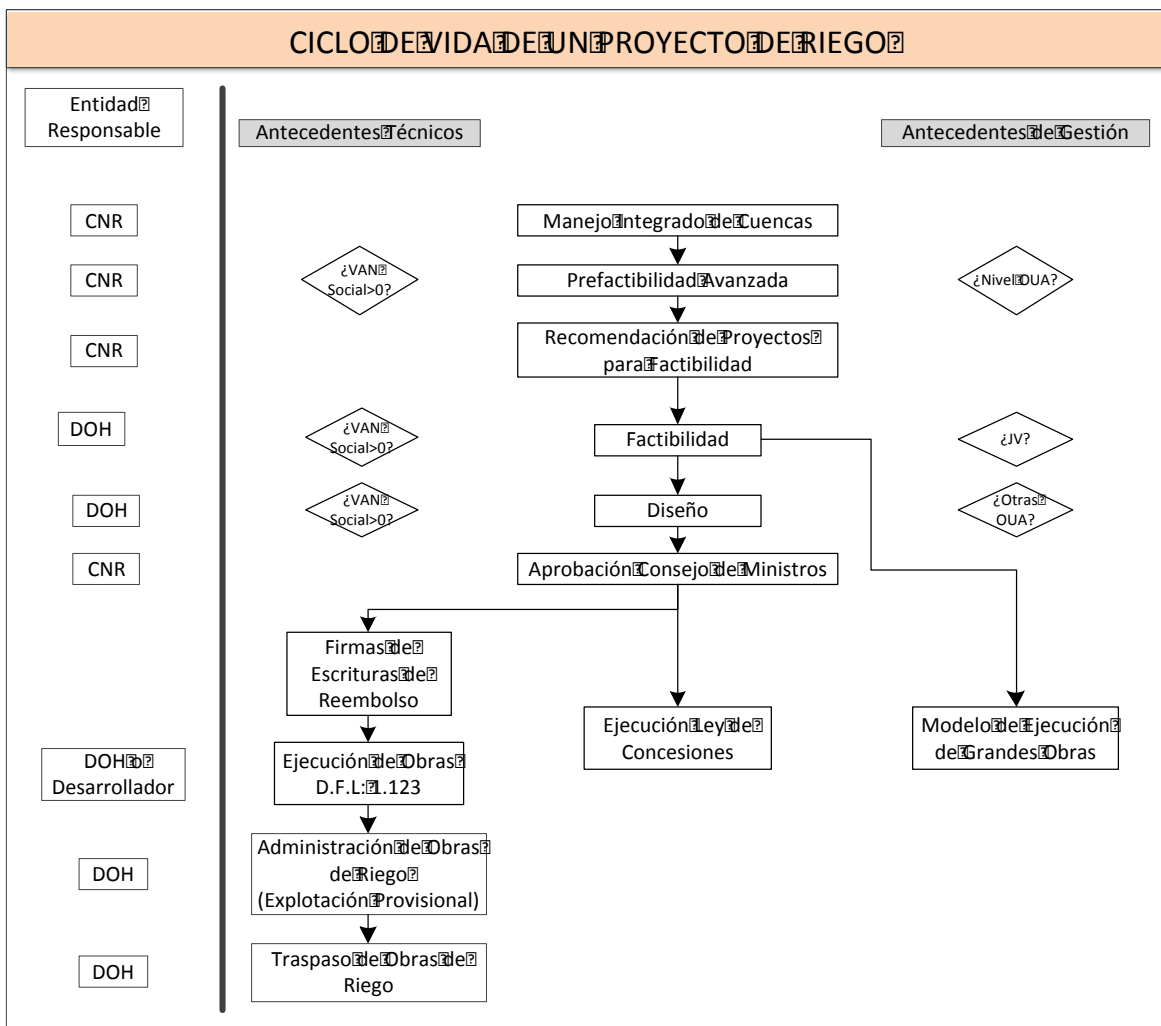 CICLO DE VIDA DE UN PROYECTO DE RIEGO
Entidad
Responsable
Antecedentes Técnicos
Antecedentes de Gestión
CNR
Manejo Integrado de Cuencas
CNR
¿VAN
Social>0?
Prefactibilidad Avanzada
¿Nivel OUA?
CNR
Recomendación de Proyectos
para Factibilidad
DOH
¿VAN
Social>0?
Factibilidad
¿JV?
DOH
¿VAN
Social>0?
Diseño
¿Otras
OUA?
CNR
Aprobación Consejo de Ministros
Firmas de
Escrituras de
Reembolso
Ejecución Ley de
Concesiones
Modelo de Ejecución
de Grandes Obras
DOH o
Desarrollador
Ejecución de Obras
D.F.L: 1.123
DOH
Administración de Obras
de Riego
(Explotación Provisional)
DOH
Traspaso de Obras de
Riego